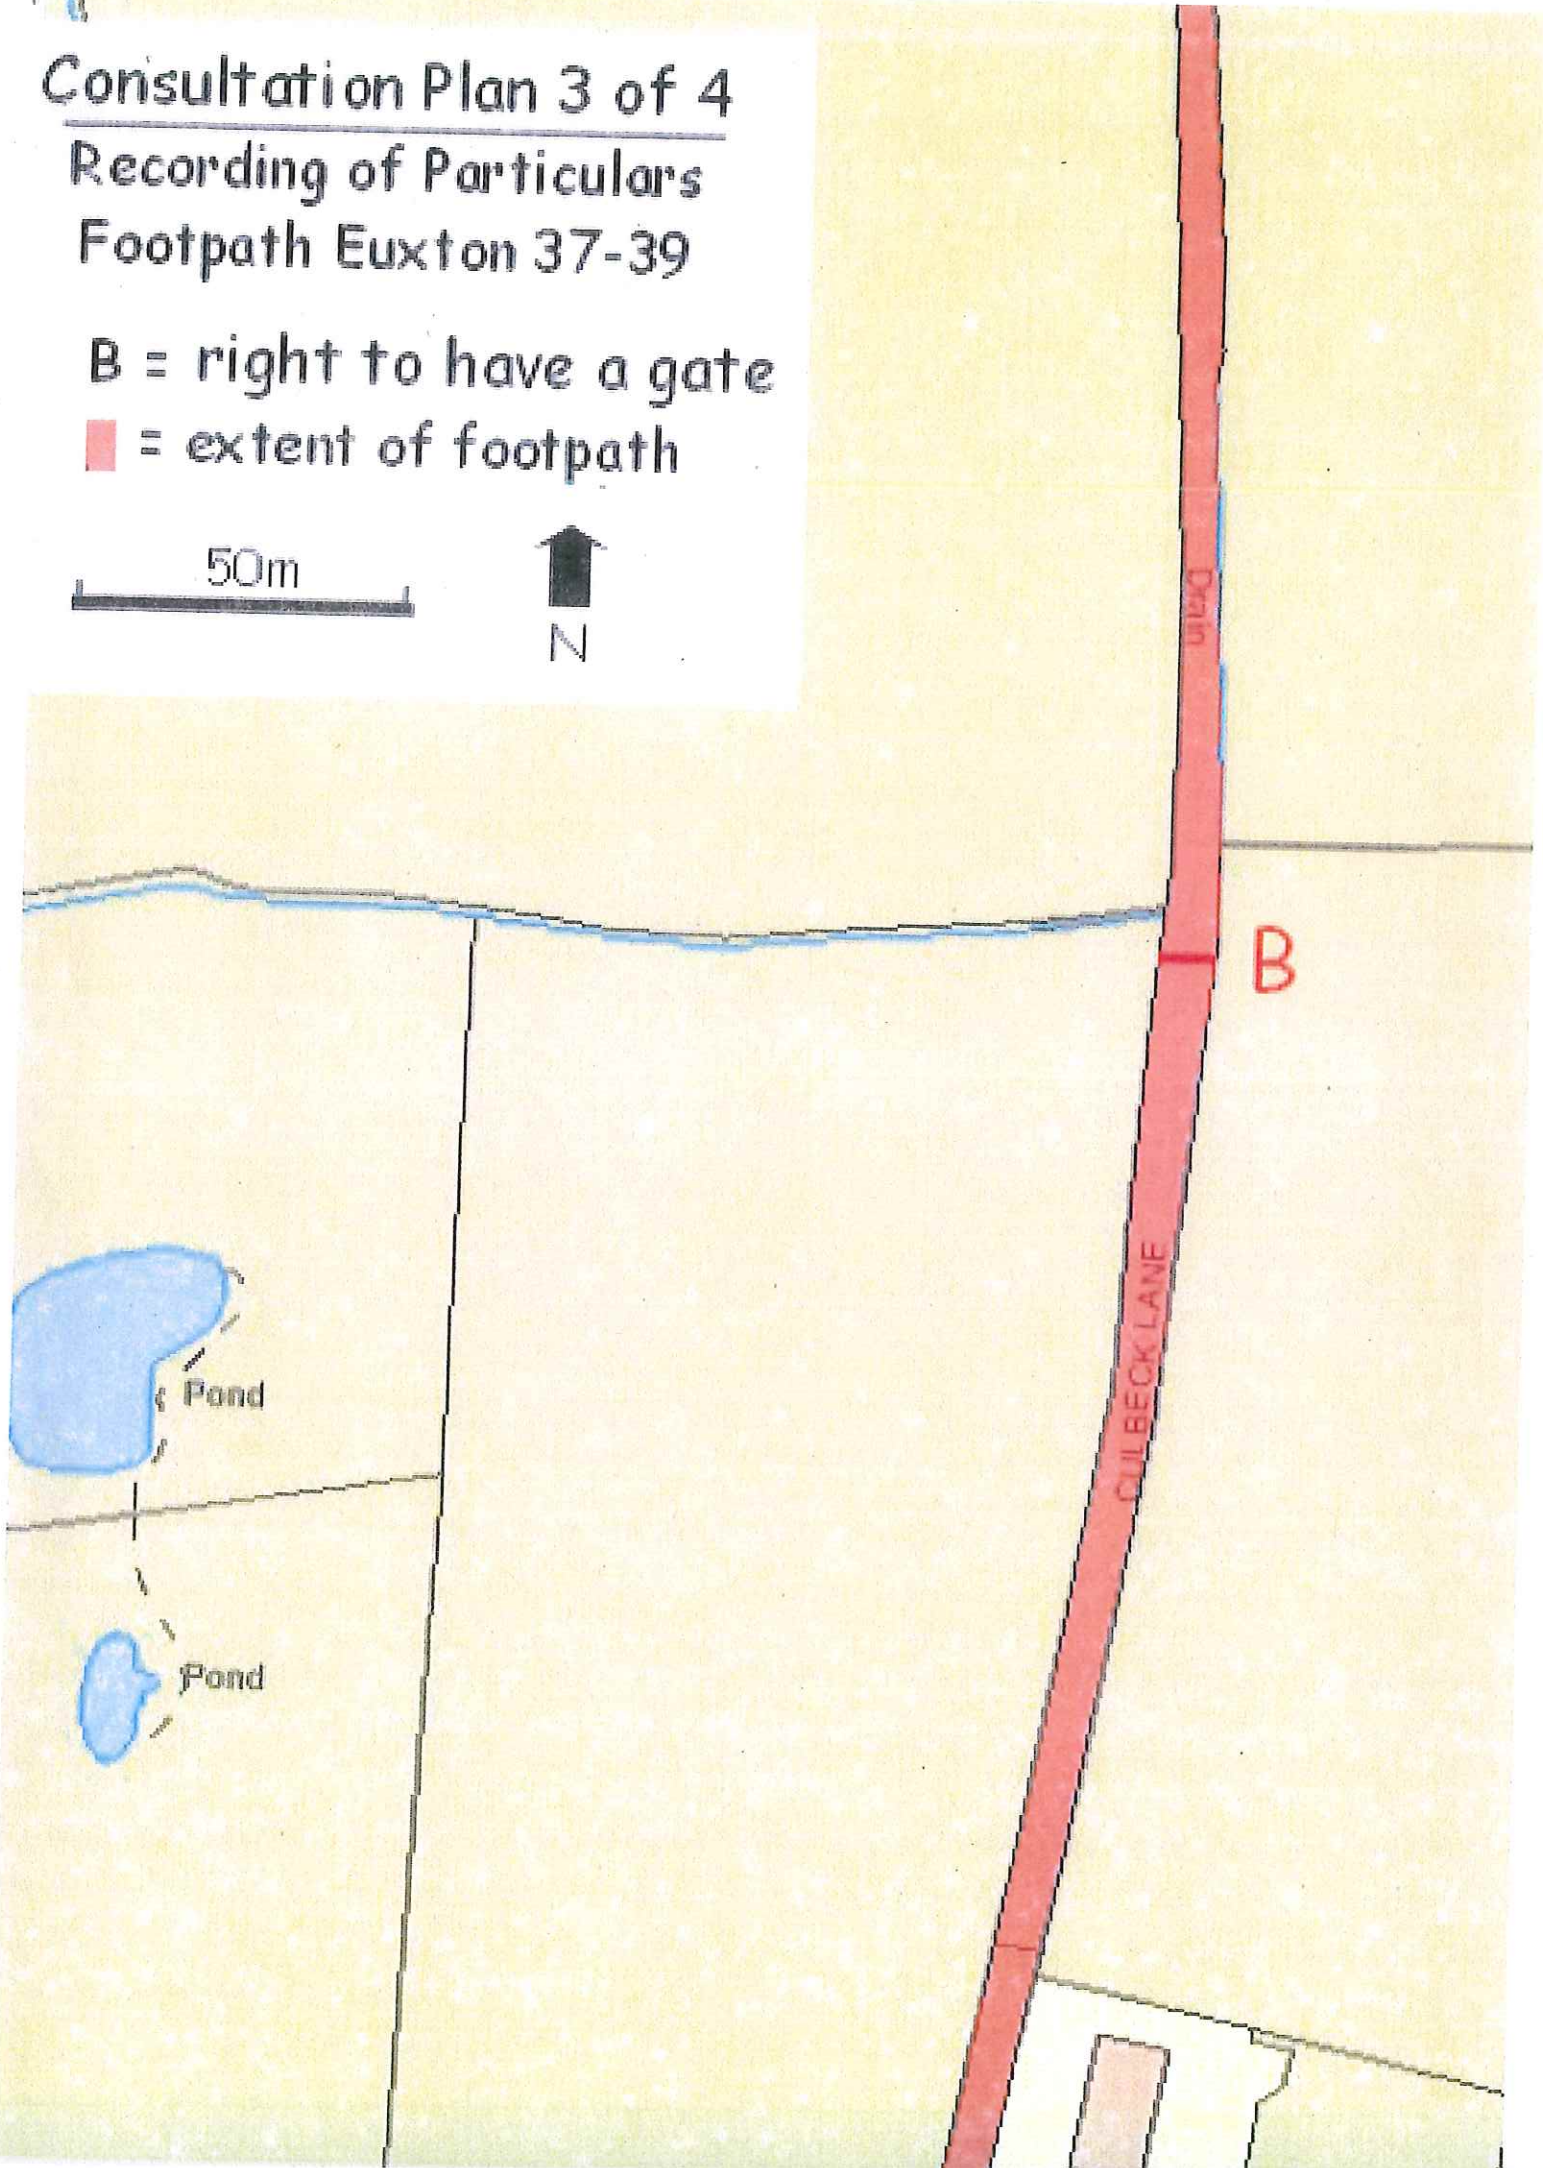 Consultation Plan 3 of 4
Recording of Particulars
Footpath Euxton 37-39
B = right to have a gate
= extent of footpath
50m
N
Drain
B
CULBECK LANE
Pond
Pond